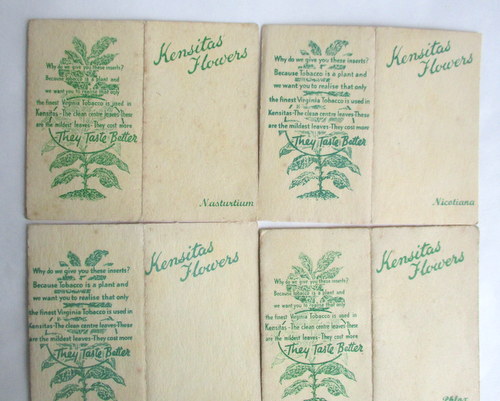 Why do we give you these inserts?
Because Tobacco is a plant and
we want you to realise that only
the finest Virginia Tobacco is used in
Kensitas-The clean centre leaves-These
are the mildest leaves-They cost more
They Taste Better
Kensitas
Flowers
Nasturtium
Why do we give you these inserts?
Because Tobacco is a plant and
we want you to realise that only
the finest Virginia Tobacco is used in
Kensitas-The clean centre leaves-These
are the mildest leaves-They cost more
They Taste Better
Kensitas
Flowers
Nicotiana
Why do we give you these inserts?
Because Tobacco is a plant and
we want you to realise that only
the finest Virginia Tobacco is used in
Kensitas-The clean centre leaves-These
are the mildest leaves-They cost more
They Taste Better
Kensitas
Flowers
Why do we give you these inserts?
Because Tobacco is a plant and
we want you to realise that only
the finest Virginia Tobacco is used in
Kensitas-The clean centre leaves-These
are the mildest leaves-They cost more
They Taste Better
Kensitas
Flowers
Phlox